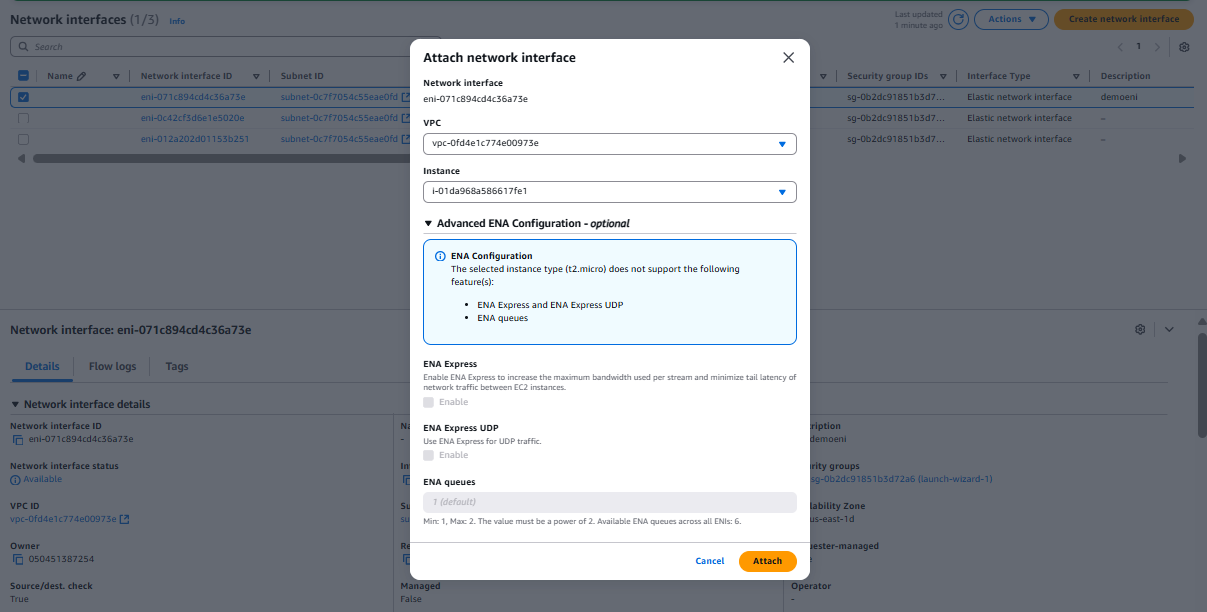 Network interfaces (1/3) Info
Last updated
1 minute ago
Actions
Create network interface
Search
1
Name
Network interface ID
Subnet ID
Security group IDs
Interface Type
Description
eni-071c894cd4c36a73e
subnet-0c7f7054c55eae0fd
sg-0b2dc91851b3d7...
Elastic network interface
demoeni
eni-0c42cf3d6e1e5020e
subnet-0c7f7054c55eae0fd
sg-0b2dc91851b3d7...
Elastic network interface
–
eni-012a202d01153b251
subnet-0c7f7054c55eae0fd
sg-0b2dc91851b3d7...
Elastic network interface
–
Attach network interface
Network interface
eni-071c894cd4c36a73e
VPC
vpc-0fd4e1c774e00973e
Instance
i-01da968a586617fe1
Advanced ENA Configuration - optional
ENA Configuration
The selected instance type (t2.micro) does not support the following
feature(s):
• ENA Express and ENA Express UDP
• ENA queues
ENA Express
Enable ENA Express to increase the maximum bandwidth used per stream and minimize tail latency of
network traffic between EC2 instances.
Enable
ENA Express UDP
Use ENA Express for UDP traffic.
Enable
ENA queues
1 (default)
Min: 1, Max: 2. The value must be a power of 2. Available ENA queues across all ENIs: 6.
Cancel
Attach
Network interface: eni-071c894cd4c36a73e
Details
Flow logs
Tags
Network interface details
Network interface ID
eni-071c894cd4c36a73e
Network interface status
Available
VPC ID
vpc-0fd4e1c774e00973e
Owner
050451387254
Source/dest. check
True
Managed
False
demoeni
sg-0b2dc91851b3d72a6 (launch-wizard-1)
us-east-1d
Operator
-